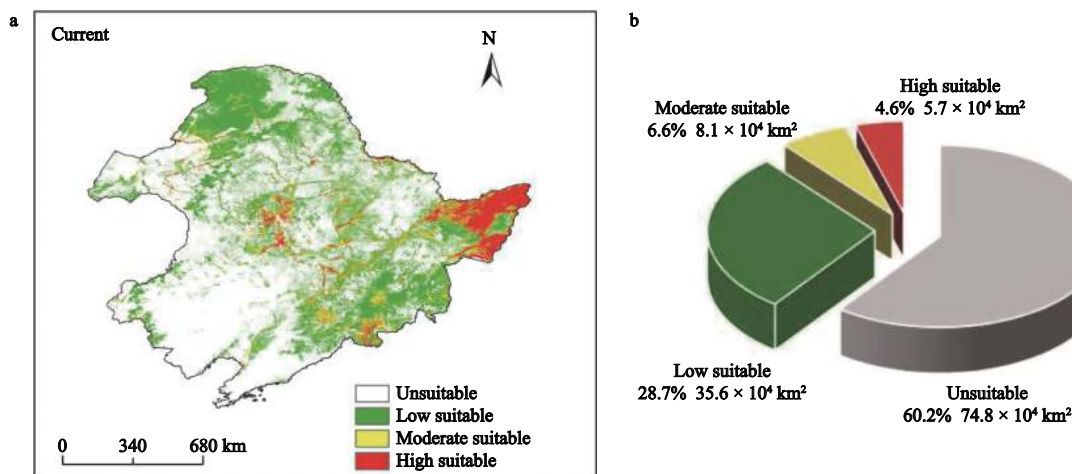 a
Current
N
Unsuitable
Low suitable
Moderate suitable
High suitable
0 340 680 km
b
High suitable
4.6% 5.7 × 10⁴ km²
Moderate suitable
6.6% 8.1 × 10⁴ km²
Low suitable
28.7% 35.6 × 10⁴ km²
Unsuitable
60.2% 74.8 × 10⁴ km²